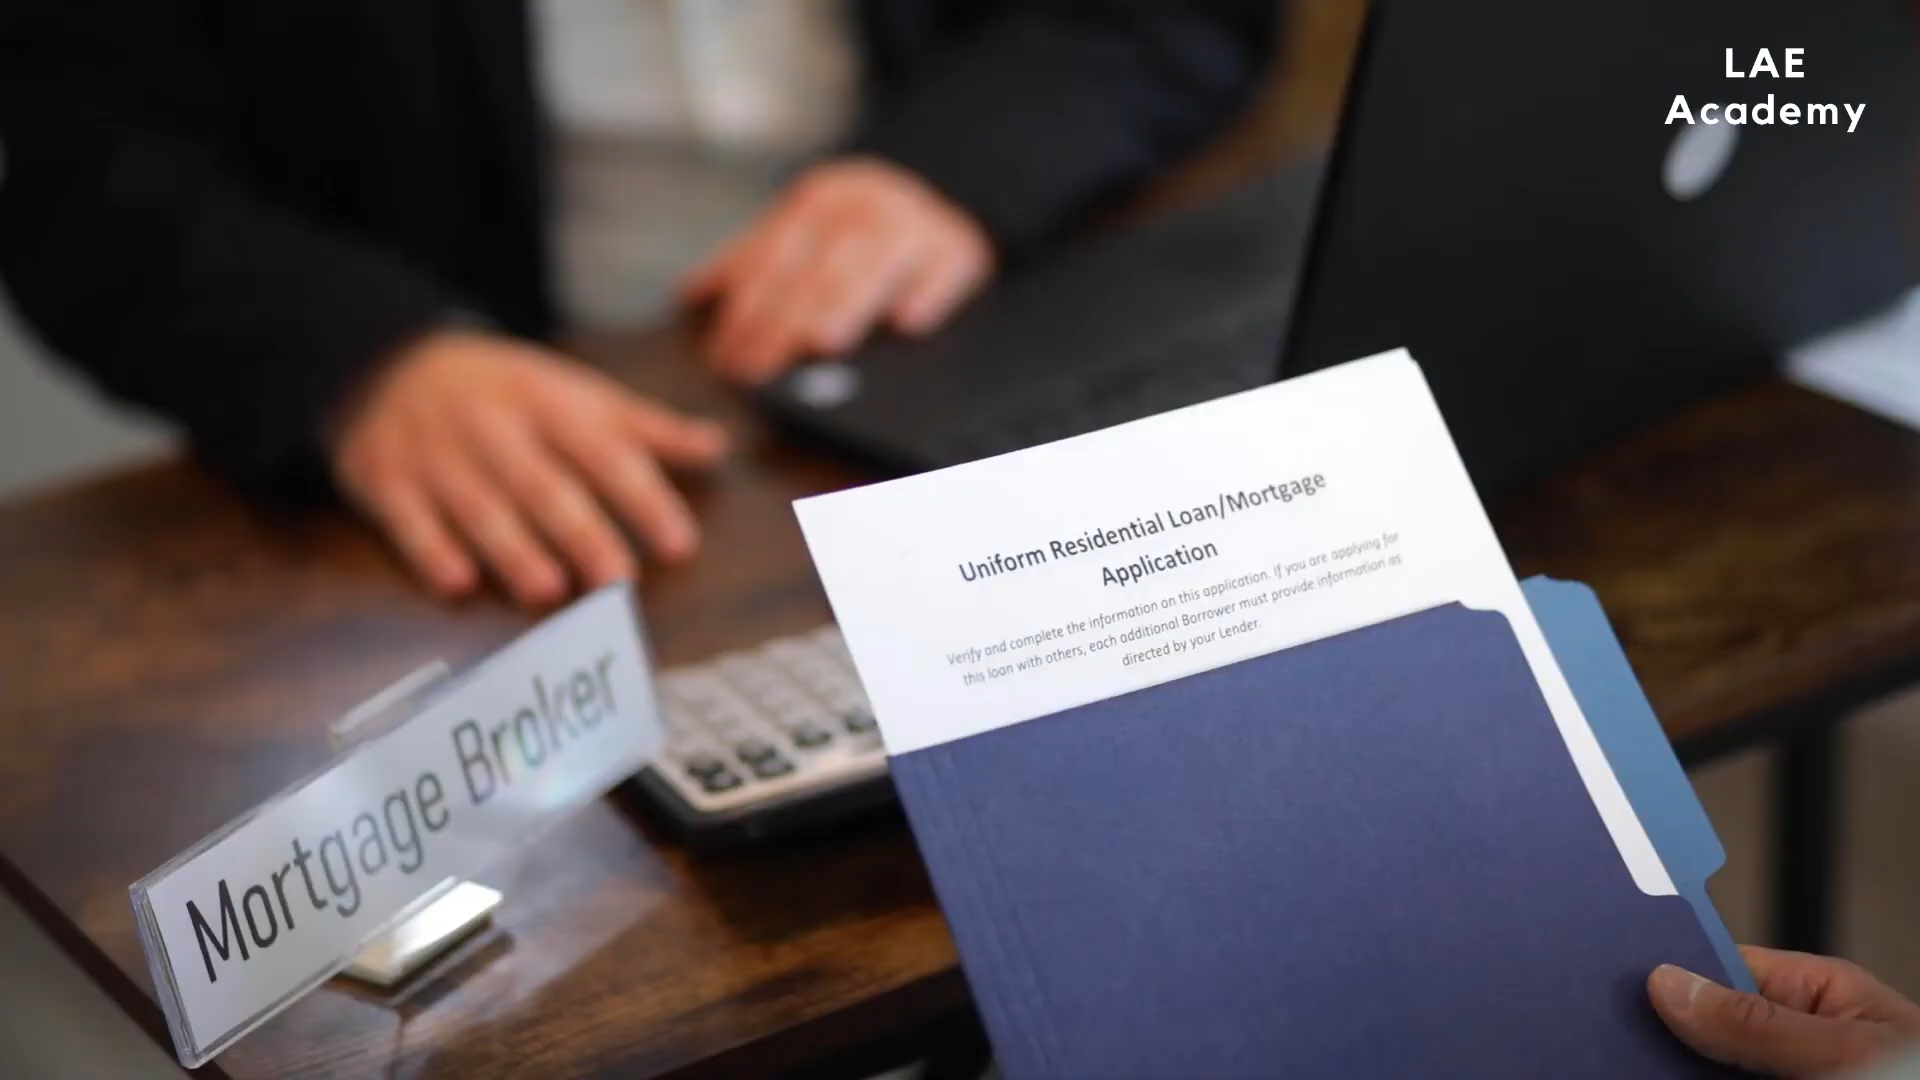 LAE
Academy
Uniform Residential Loan/Mortgage
Application
Verify and complete the information on this application. If you are applying for
this loan with others, each additional Borrower must provide information as
directed by your Lender.
Mortgage Broker